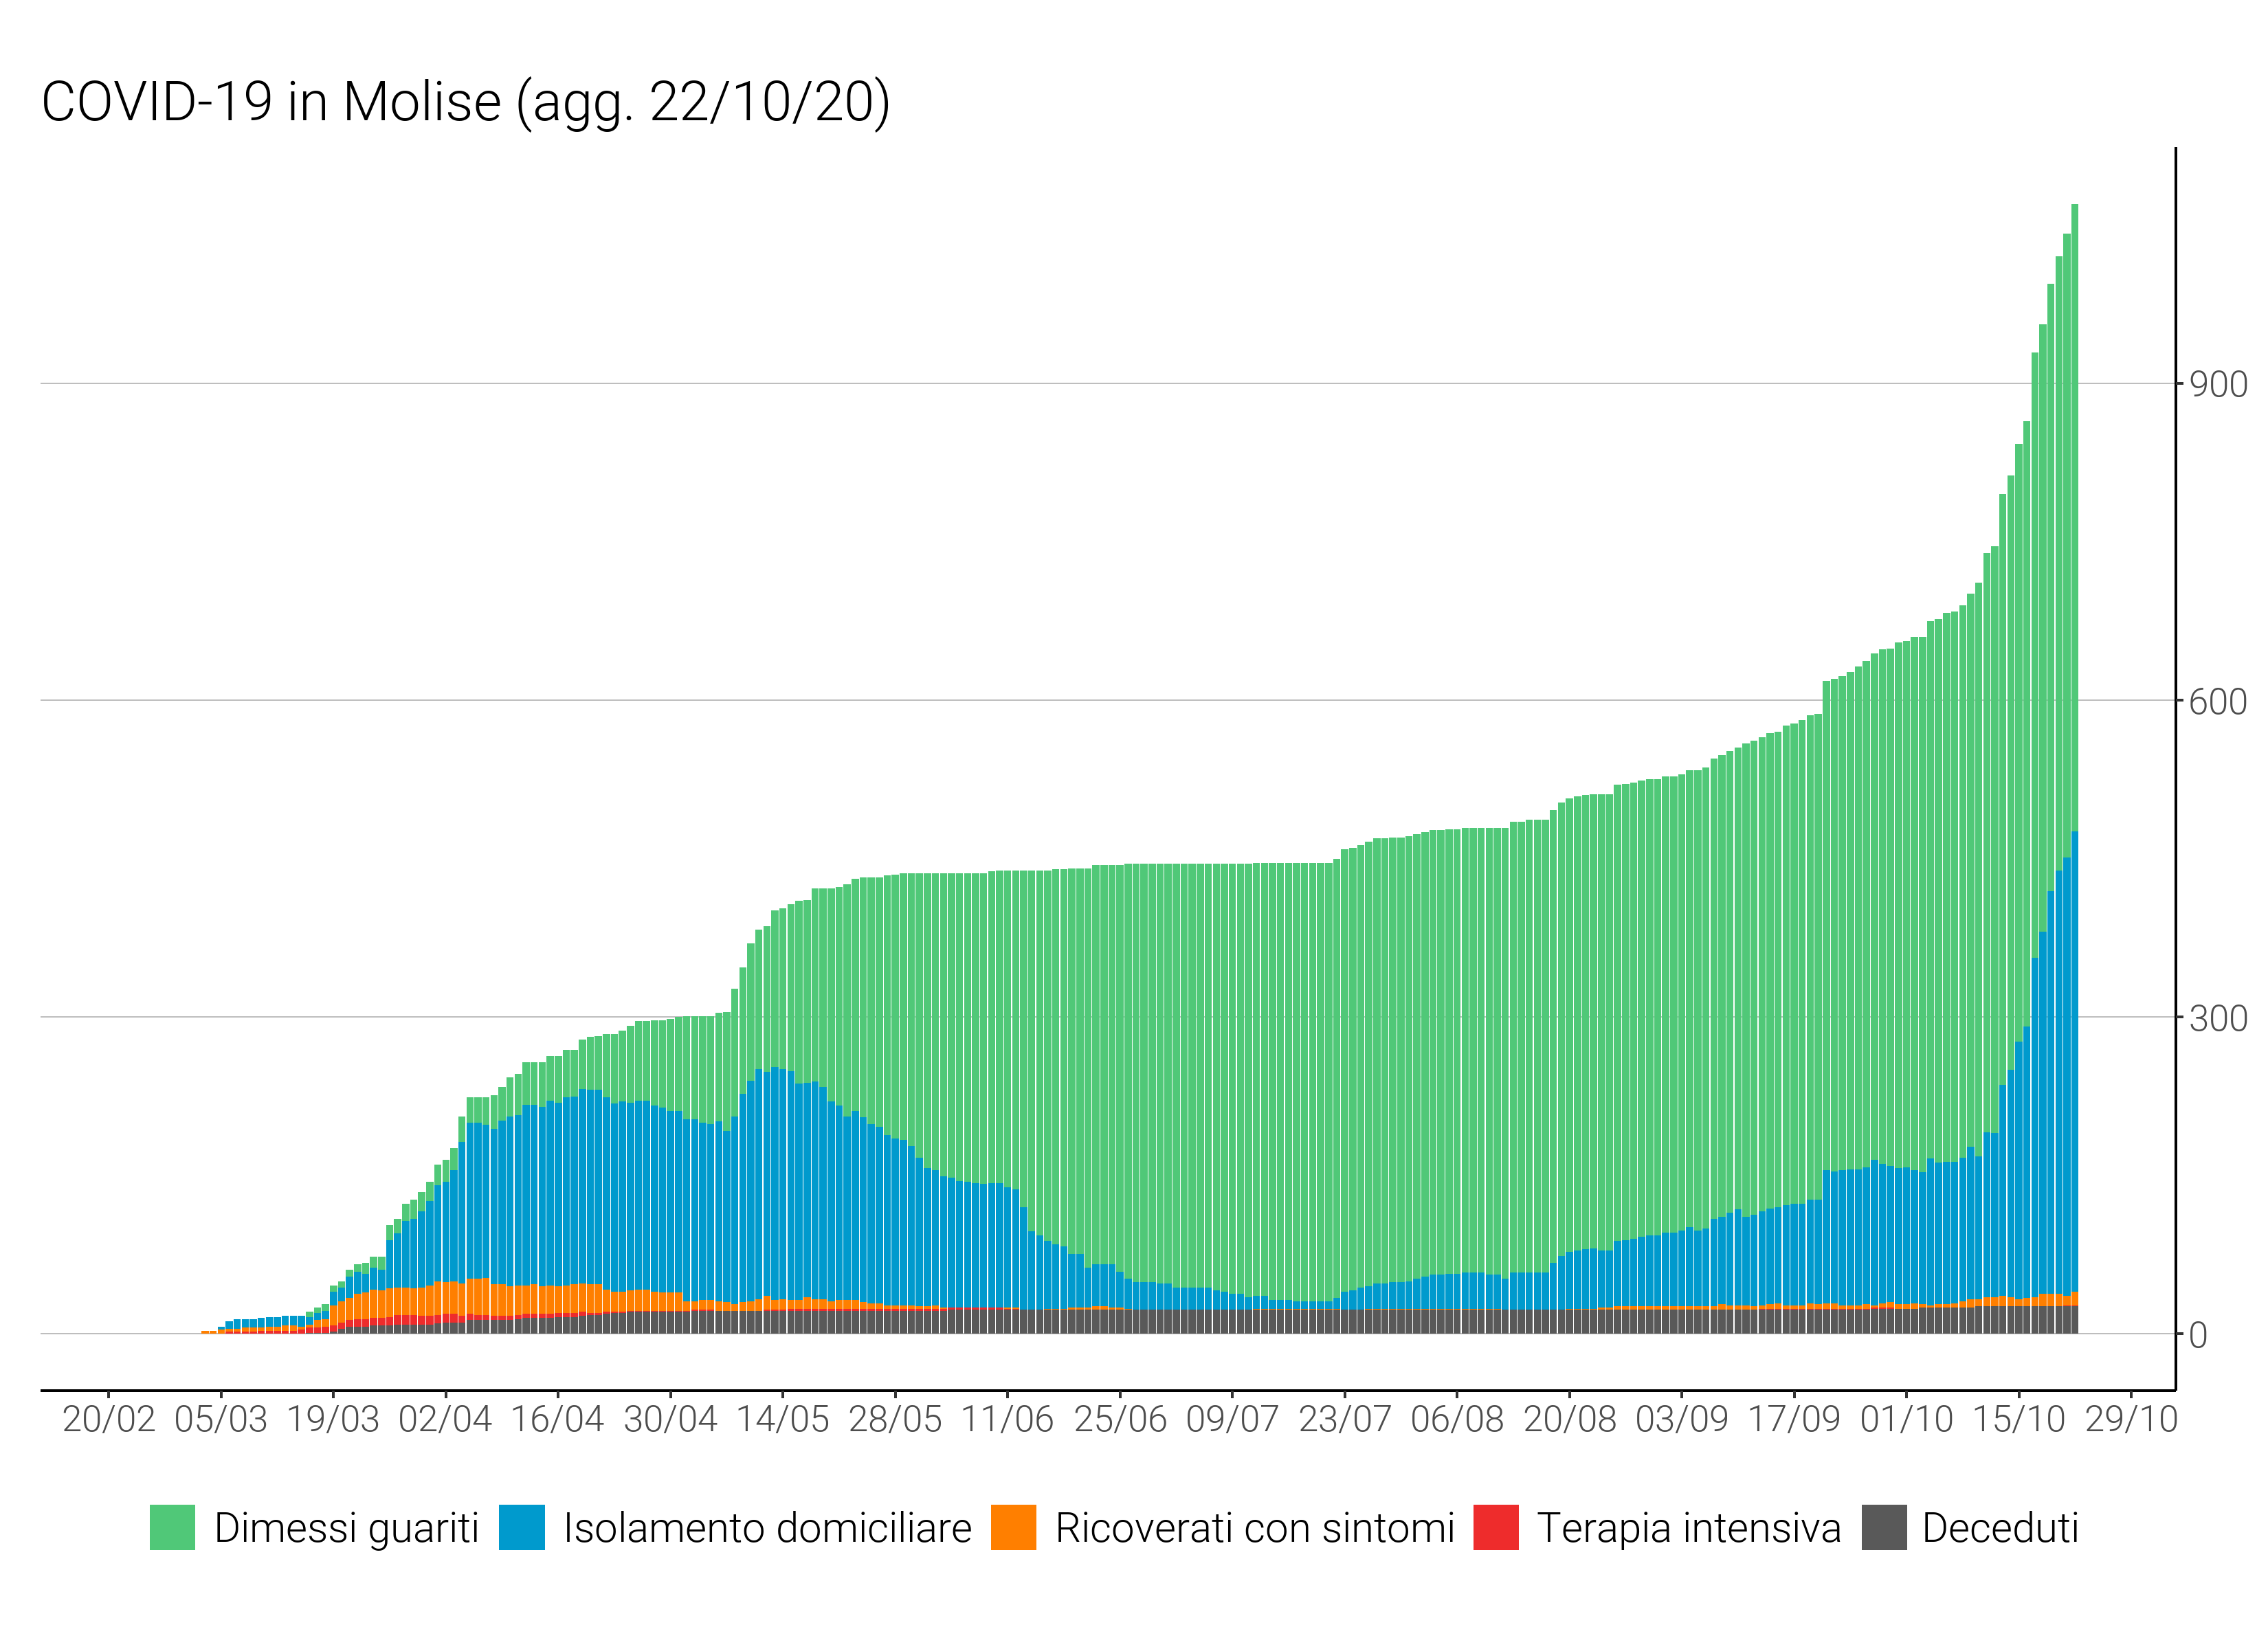 COVID-19 in Molise (agg. 22/10/20)
900
600
300
0
20/02 05/03 19/03 02/04 16/04 30/04 14/05 28/05 11/06 25/06 09/07 23/07 06/08 20/08 03/09 17/09 01/10 15/10 29/10
Dimessi guariti Isolamento domiciliare Ricoverati con sintomi Terapia intensiva Deceduti